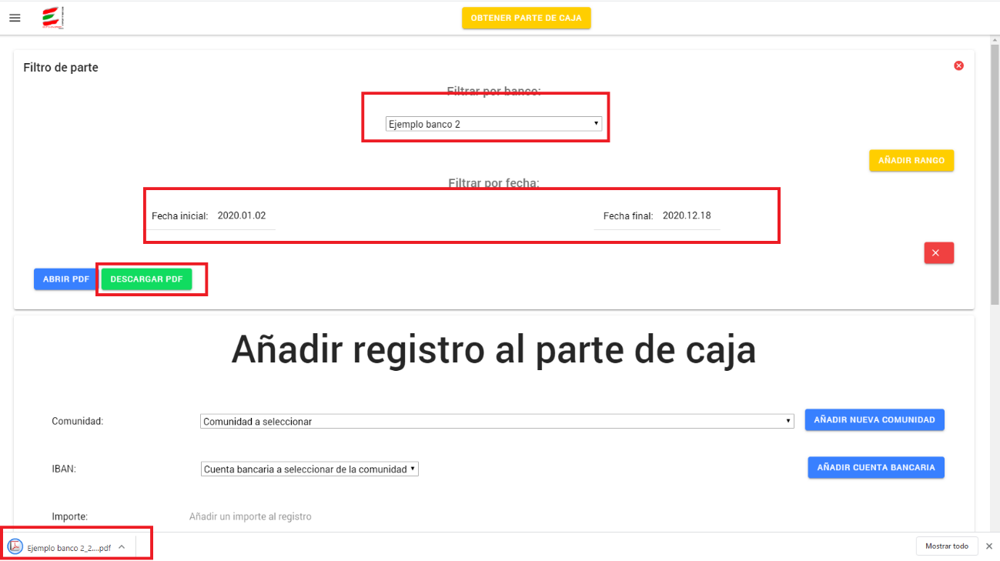 OBTENER PARTE DE CAJA
Filtro de parte
Filtrar por banco:
Ejemplo banco 2
AÑADIR RANGO
Filtrar por fecha:
Fecha inicial: 2020.01.02 Fecha final: 2020.12.18
ABRIR PDF DESCARGAR PDF
Añadir registro al parte de caja
Comunidad: Comunidad a seleccionar AÑADIR NUEVA COMUNIDAD
IBAN: Cuenta bancaria a seleccionar de la comunidad AÑADIR CUENTA BANCARIA
Importe: Añadir un importe al registro
Ejemplo banco 2_2....pdf Mostrar todo